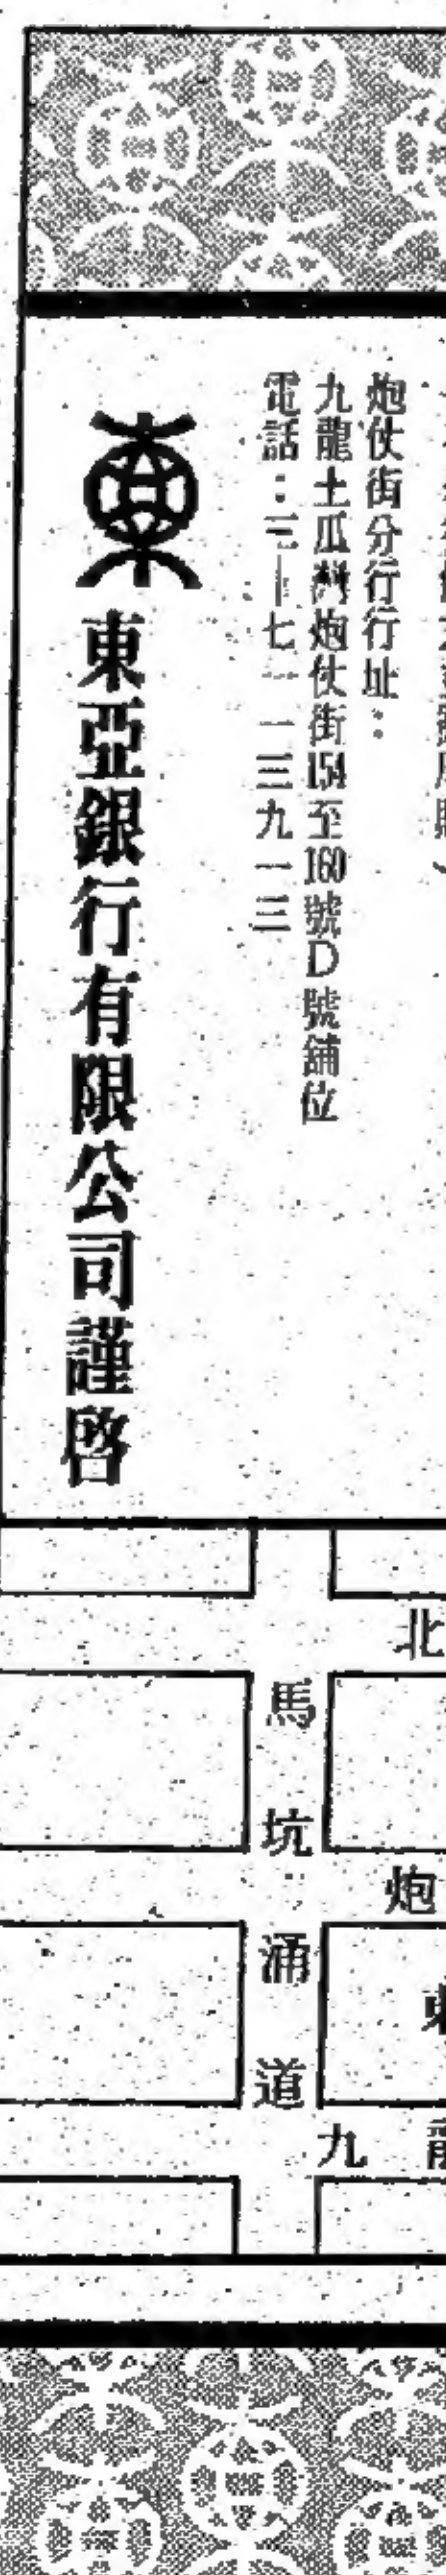 炮仗街分行行址：
九龍土瓜灣炮仗街154至160號D號舖位
電話：三—七一一三九一三
東亞銀行有限公司謹啓
北
馬坑涌道
炮
九